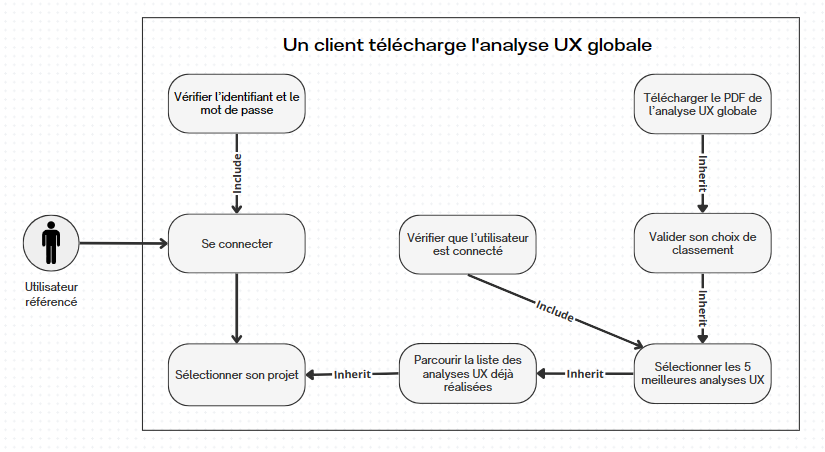 Un client télécharge l'analyse UX globale
Vérifier l'identifiant et le
mot de passe
Télécharger le PDF de
l'analyse UX globale
Include
Inherit
Utilisateur
référencé
Se connecter
Vérifier que l'utilisateur
est connecté
Valider son choix de
classement
Include
Inherit
Sélectionner son projet
Inherit
Parcourir la liste des
analyses UX déjà
réalisées
Inherit
Sélectionner les 5
meilleures analyses UX